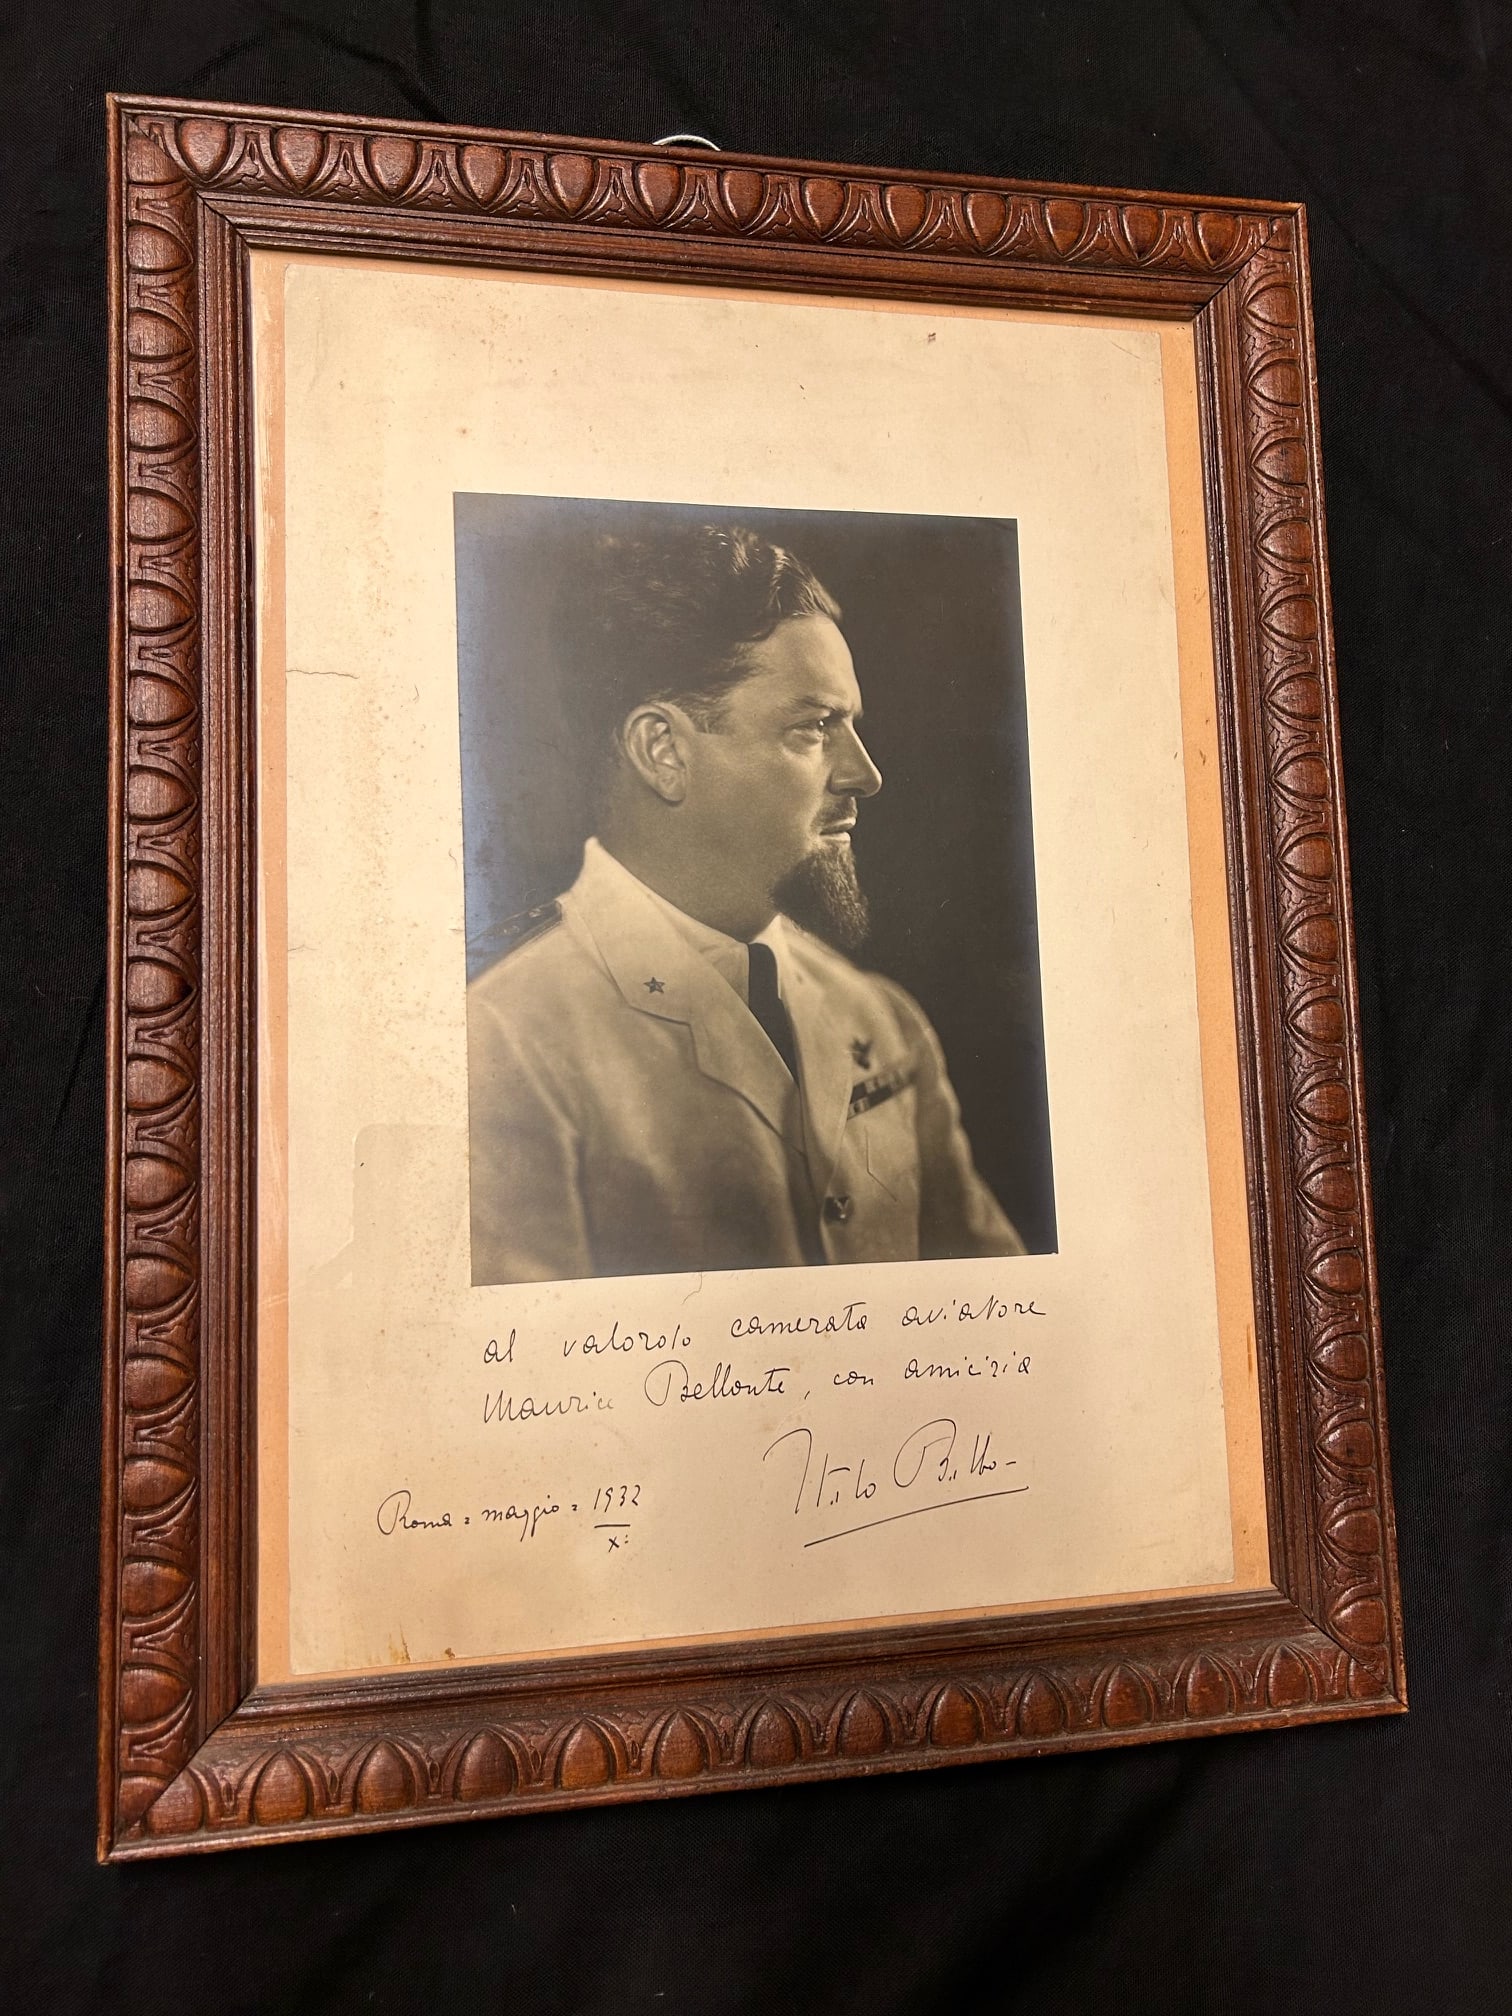 al valoroso camerata aviatore
Maurice Bellonte, con amicizia
Italo Balbo-
Roma = maggio = 1932
X: